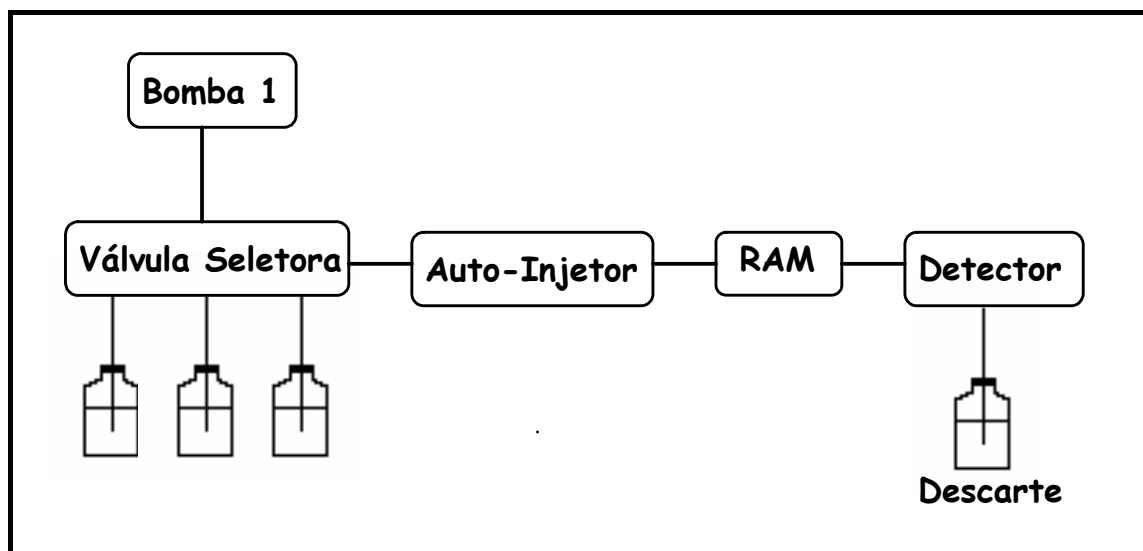 Bomba 1
Válvula Seletora
Auto-Injetor
RAM
Detector
Descarte